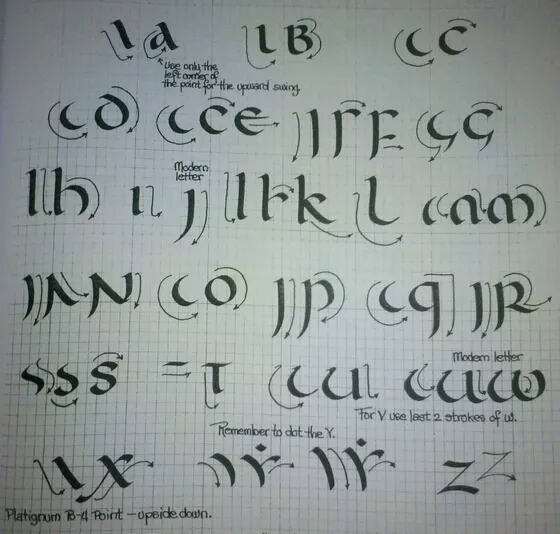 ı a ı B c c
Use only the
left corner of
the point for the upward swing.
c o c c e ı r F c G
l h ı ı j l r k l c n m
Modern
letter
ı ʌ N c o ı p c q ı R
s s s = T c u c u w
Modern letter
For V use last 2 strokes of w.
Remember to dot the Y.
\ x \ ẏ \ \ ẏ z z
Platignum B-4 Point - upside down.